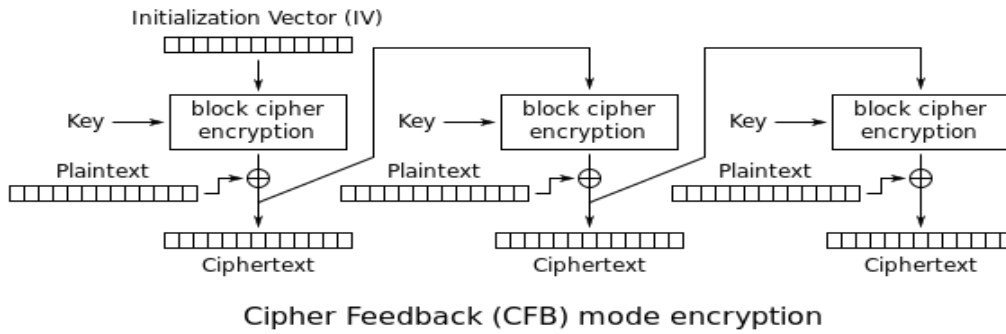 Initialization Vector (IV)
Key
block cipher
encryption
Plaintext
Ciphertext
Key
block cipher
encryption
Plaintext
Ciphertext
Key
block cipher
encryption
Plaintext
Ciphertext
Cipher Feedback (CFB) mode encryption